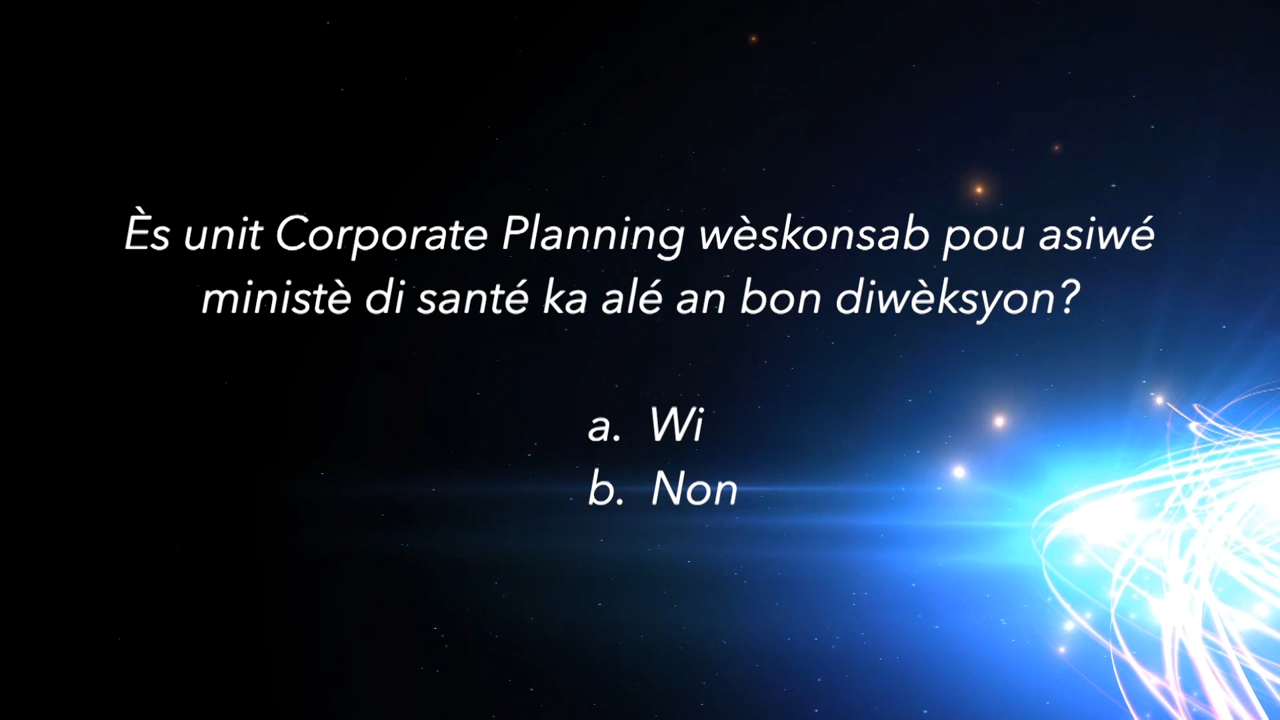 Ès unit Corporate Planning wèskonsab pou asiwé
ministè di santé ka alé an bon diwèksyon?
a. Wi
b. Non